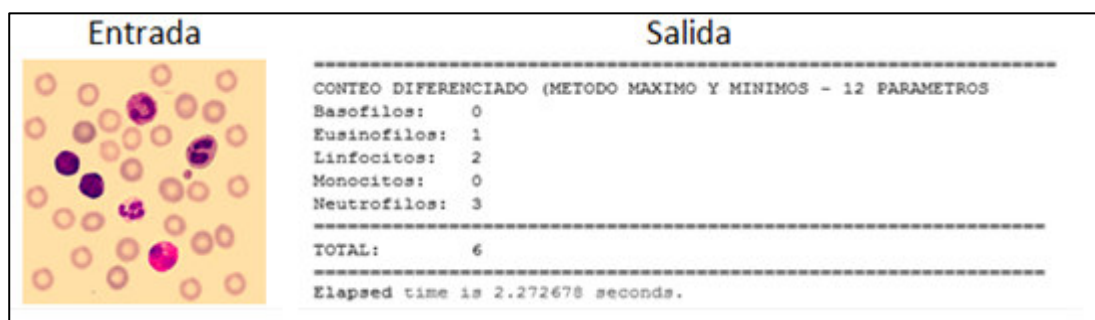 Entrada
Salida
CONTEO DIFERENCIADO (METODO MAXIMO Y MINIMOS - 12 PARAMETROS
Basofilos: 0
Eusinofilos: 1
Linfocitos: 2
Monocitos: 0
Neutrofilos: 3
TOTAL: 6
Elapsed time is 2.272678 seconds.